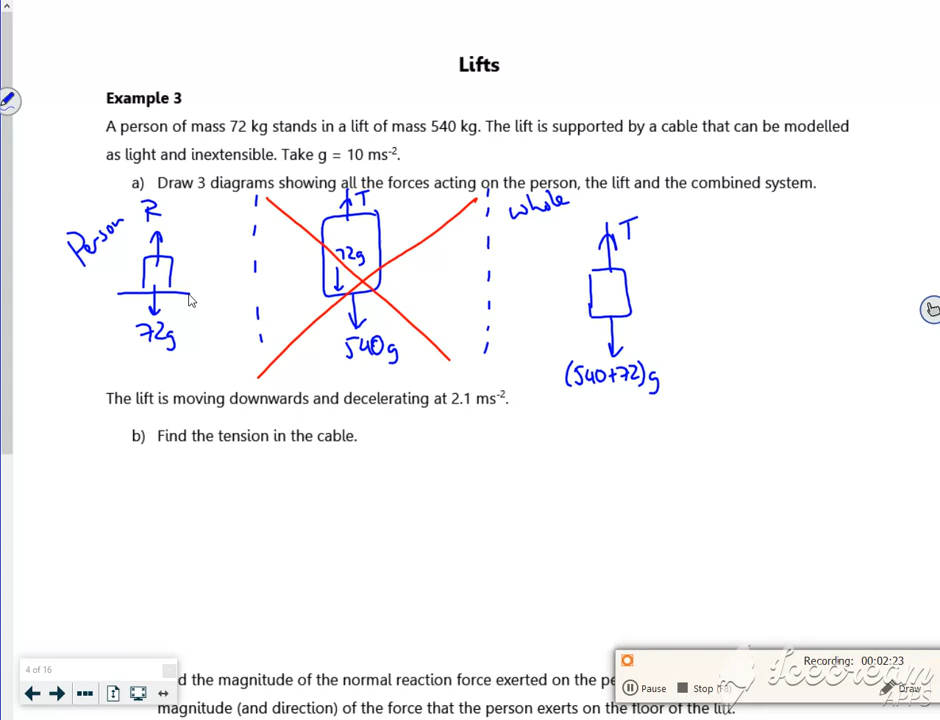 Lifts
Example 3
A person of mass 72 kg stands in a lift of mass 540 kg. The lift is supported by a cable that can be modelled
as light and inextensible. Take g = 10 ms⁻².
a) Draw 3 diagrams showing all the forces acting on the person, the lift and the combined system.
Person
R
72g
T
72g
540g
whole
T
(540+72)g
The lift is moving downwards and decelerating at 2.1 ms⁻².
b) Find the tension in the cable.
4 of 16
d the magnitude of the normal reaction force exerted on the pe
magnitude (and direction) of the force that the person exerts on the floor of the lift.
Recording: 00:02:23
Pause
Stop (F8)
Draw
Icecream
APPS